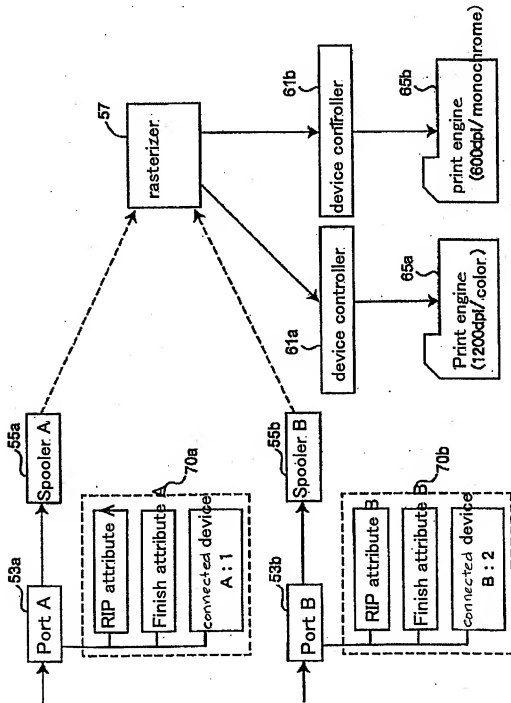 53a
Port A
55a
Spooler A
70a
RIP attribute A
Finish attribute A
connected device
A : 1
53b
Port B
55b
Spooler B
70b
RIP attribute B
Finish attribute B
connected device
B : 2
57
rasterizer
61a
device controller
61b
device controller
65a
Print engine
(1200dpi/color)
65b
print engine
(600dpi/monochrome)